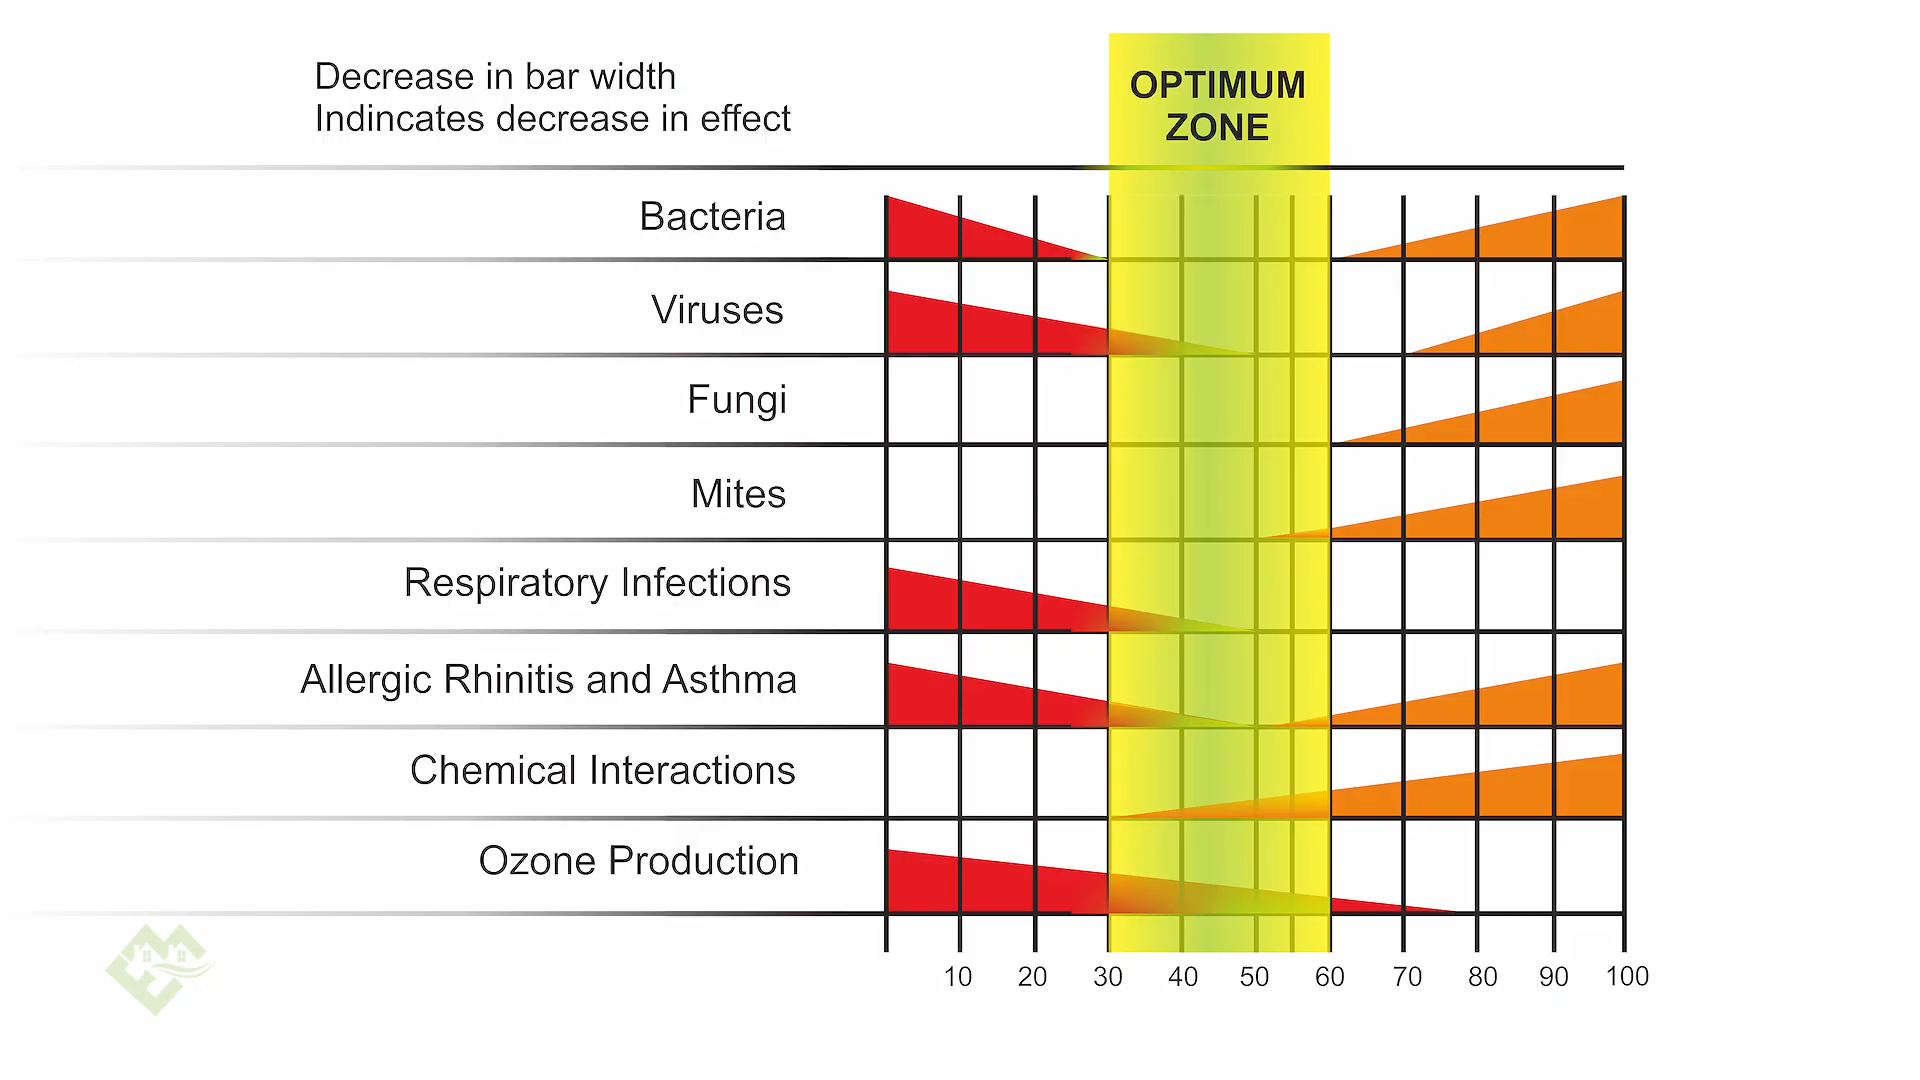 Decrease in bar width
Indincates decrease in effect
OPTIMUM
ZONE
Bacteria
Viruses
Fungi
Mites
Respiratory Infections
Allergic Rhinitis and Asthma
Chemical Interactions
Ozone Production
10 20 30 40 50 60 70 80 90 100